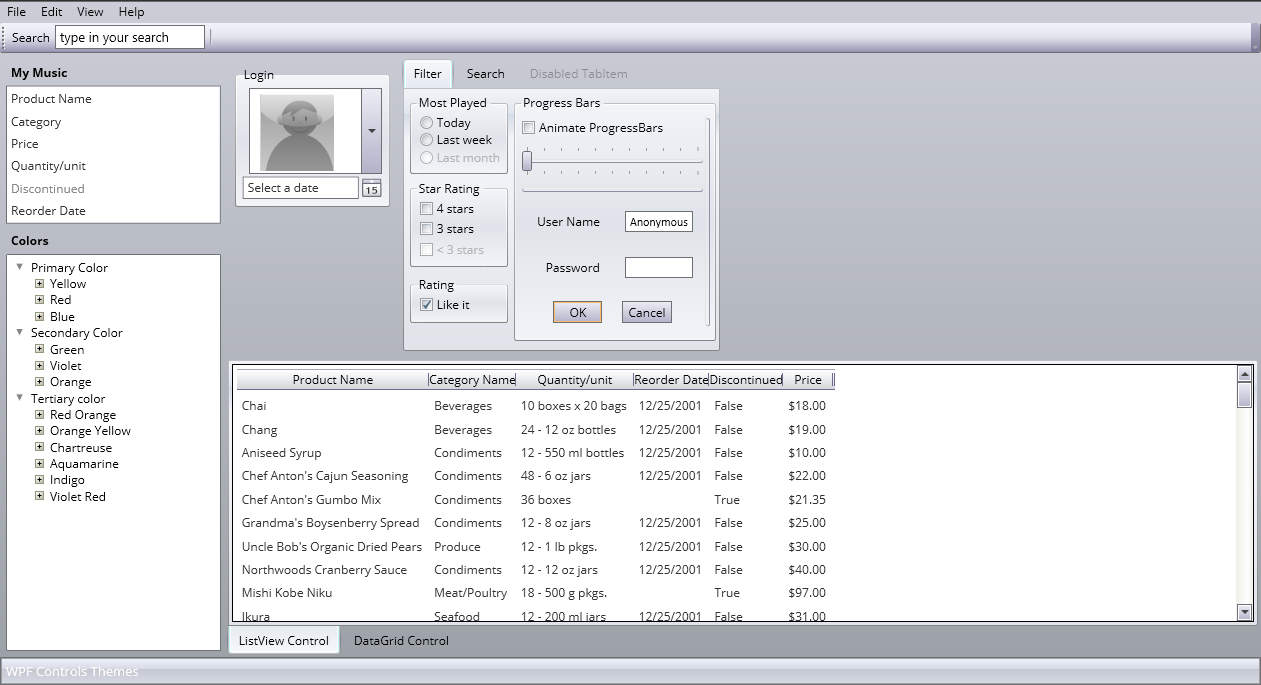 File Edit View Help
Search type in your search
My Music
Product Name
Category
Price
Quantity/unit
Discontinued
Reorder Date
Colors
Primary Color
Yellow
Red
Blue
Secondary Color
Green
Violet
Orange
Tertiary color
Red Orange
Orange Yellow
Chartreuse
Aquamarine
Indigo
Violet Red
Login
Select a date 15
Filter Search Disabled TabItem
Most Played
Today
Last week
Last month
Star Rating
4 stars
3 stars
< 3 stars
Rating
Like it
Progress Bars
Animate ProgressBars
User Name Anonymous
Password
OK Cancel
Product Name Category Name Quantity/unit Reorder Date Discontinued Price
Chai Beverages 10 boxes x 20 bags 12/25/2001 False $18.00
Chang Beverages 24 - 12 oz bottles 12/25/2001 False $19.00
Aniseed Syrup Condiments 12 - 550 ml bottles 12/25/2001 False $10.00
Chef Anton's Cajun Seasoning Condiments 48 - 6 oz jars 12/25/2001 False $22.00
Chef Anton's Gumbo Mix Condiments 36 boxes True $21.35
Grandma's Boysenberry Spread Condiments 12 - 8 oz jars 12/25/2001 False $25.00
Uncle Bob's Organic Dried Pears Produce 12 - 1 lb pkgs. 12/25/2001 False $30.00
Northwoods Cranberry Sauce Condiments 12 - 12 oz jars 12/25/2001 False $40.00
Mishi Kobe Niku Meat/Poultry 18 - 500 g pkgs. True $97.00
Ikura Seafood 12 - 200 ml jars 12/25/2001 False $31.00
ListView Control DataGrid Control
WPF Controls Themes